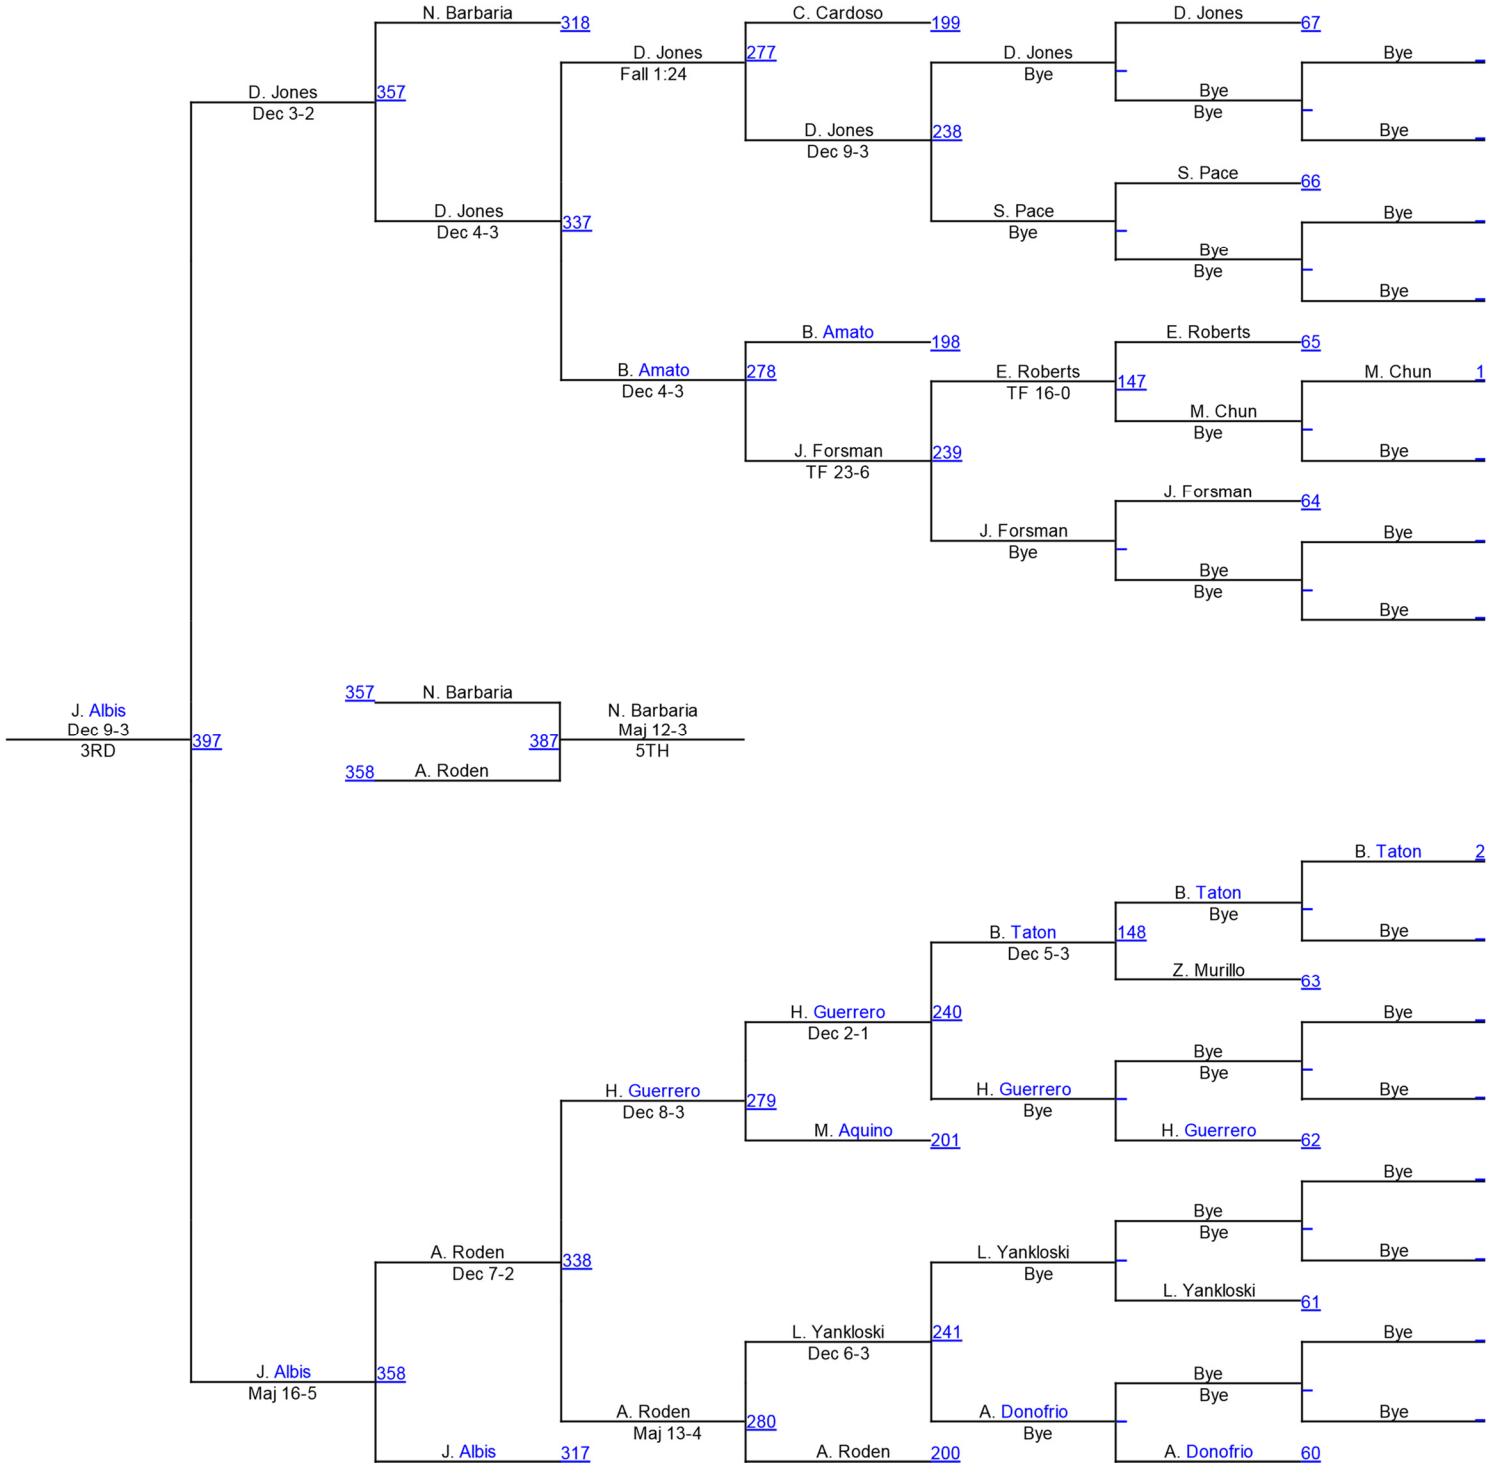 N. Barbaria 318
C. Cardoso 199
D. Jones 67
D. Jones 277
Fall 1:24
D. Jones
Bye
Bye
D. Jones 357
Dec 3-2
Bye
Bye
D. Jones 238
Dec 9-3
Bye
S. Pace 66
D. Jones 337
Dec 4-3
S. Pace
Bye
Bye
Bye
Bye
Bye
B. Amato 198
E. Roberts 65
B. Amato 278
Dec 4-3
E. Roberts 147
TF 16-0
M. Chun 1
M. Chun
Bye
J. Forsman 239
TF 23-6
Bye
J. Forsman 64
J. Forsman
Bye
Bye
Bye
Bye
Bye
357 N. Barbaria
J. Albis
Dec 9-3
3RD
397
387
N. Barbaria
Maj 12-3
5TH
358 A. Roden
B. Taton 2
B. Taton
Bye
B. Taton 148
Dec 5-3
Bye
Z. Murillo 63
H. Guerrero 240
Dec 2-1
Bye
Bye
Bye
H. Guerrero 279
Dec 8-3
H. Guerrero
Bye
Bye
M. Aquino 201
H. Guerrero 62
Bye
Bye
Bye
A. Roden 338
Dec 7-2
L. Yankloski
Bye
Bye
L. Yankloski 61
L. Yankloski 241
Dec 6-3
Bye
J. Albis 358
Maj 16-5
Bye
Bye
A. Roden 280
Maj 13-4
A. Donofrio
Bye
Bye
J. Albis 317
A. Roden 200
A. Donofrio 60